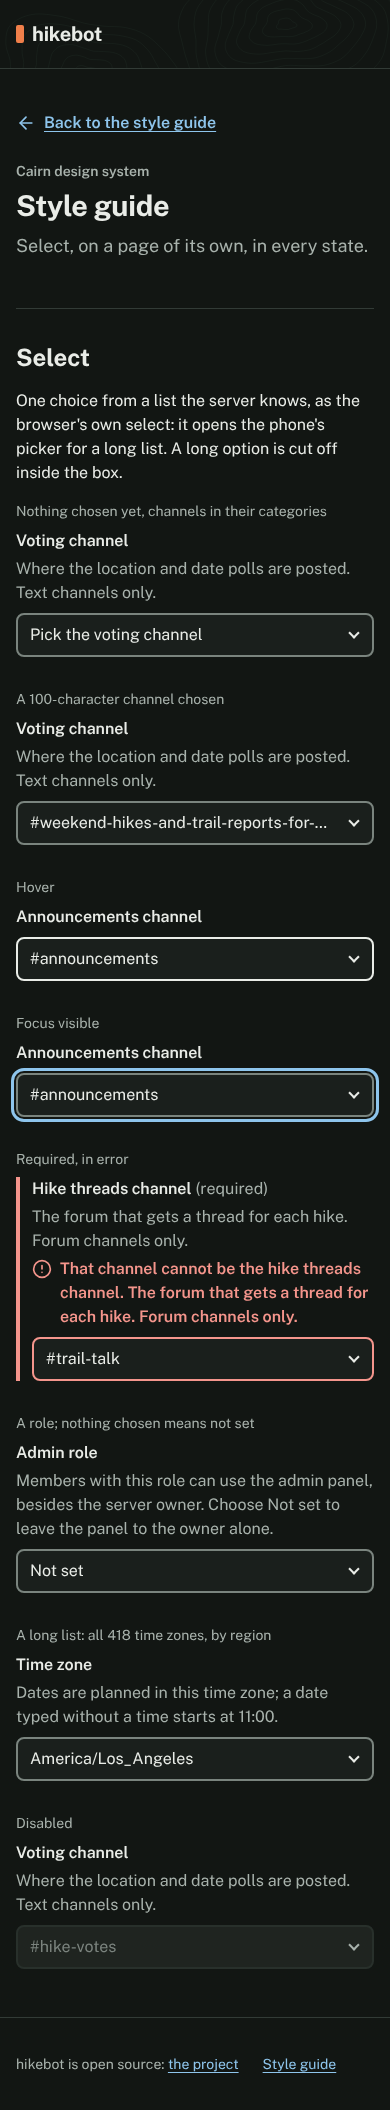 hikebot
Back to the style guide
Cairn design system
Style guide
Select, on a page of its own, in every state.
Select
One choice from a list the server knows, as the
browser's own select: it opens the phone's
picker for a long list. A long option is cut off
inside the box.
Nothing chosen yet, channels in their categories
Voting channel
Where the location and date polls are posted.
Text channels only.
Pick the voting channel
A 100-character channel chosen
Voting channel
Where the location and date polls are posted.
Text channels only.
#weekend-hikes-and-trail-reports-for-...
Hover
Announcements channel
#announcements
Focus visible
Announcements channel
#announcements
Required, in error
Hike threads channel (required)
The forum that gets a thread for each hike.
Forum channels only.
That channel cannot be the hike threads
channel. The forum that gets a thread for
each hike. Forum channels only.
#trail-talk
A role; nothing chosen means not set
Admin role
Members with this role can use the admin panel,
besides the server owner. Choose Not set to
leave the panel to the owner alone.
Not set
A long list: all 418 time zones, by region
Time zone
Dates are planned in this time zone; a date
typed without a time starts at 11:00.
America/Los_Angeles
Disabled
Voting channel
Where the location and date polls are posted.
Text channels only.
#hike-votes
hikebot is open source: the project Style guide